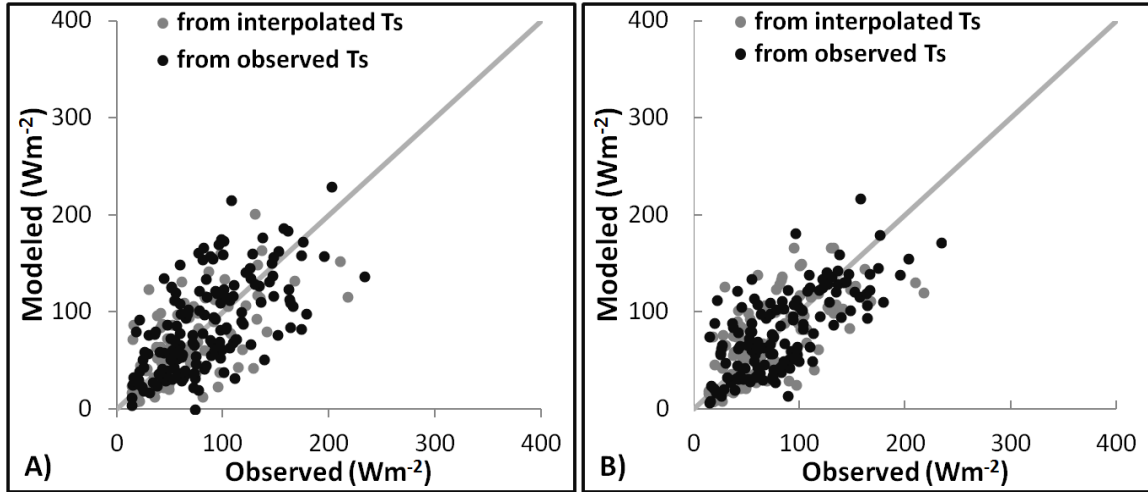 from interpolated Ts
from observed Ts
400
300
200
100
0
Modeled (Wm-2)
0 100 200 300 400
Observed (Wm-2)
A)
from interpolated Ts
from observed Ts
400
300
200
100
0
Modeled (Wm-2)
0 100 200 300 400
Observed (Wm-2)
B)